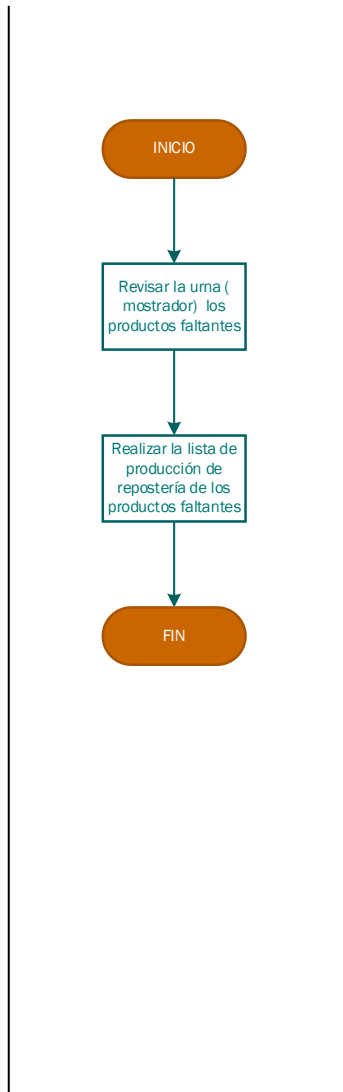 INICIO
Revisar la urna (
mostrador)  los
productos faltantes
Realizar la lista de
producción de
repostería de los
productos faltantes
FIN